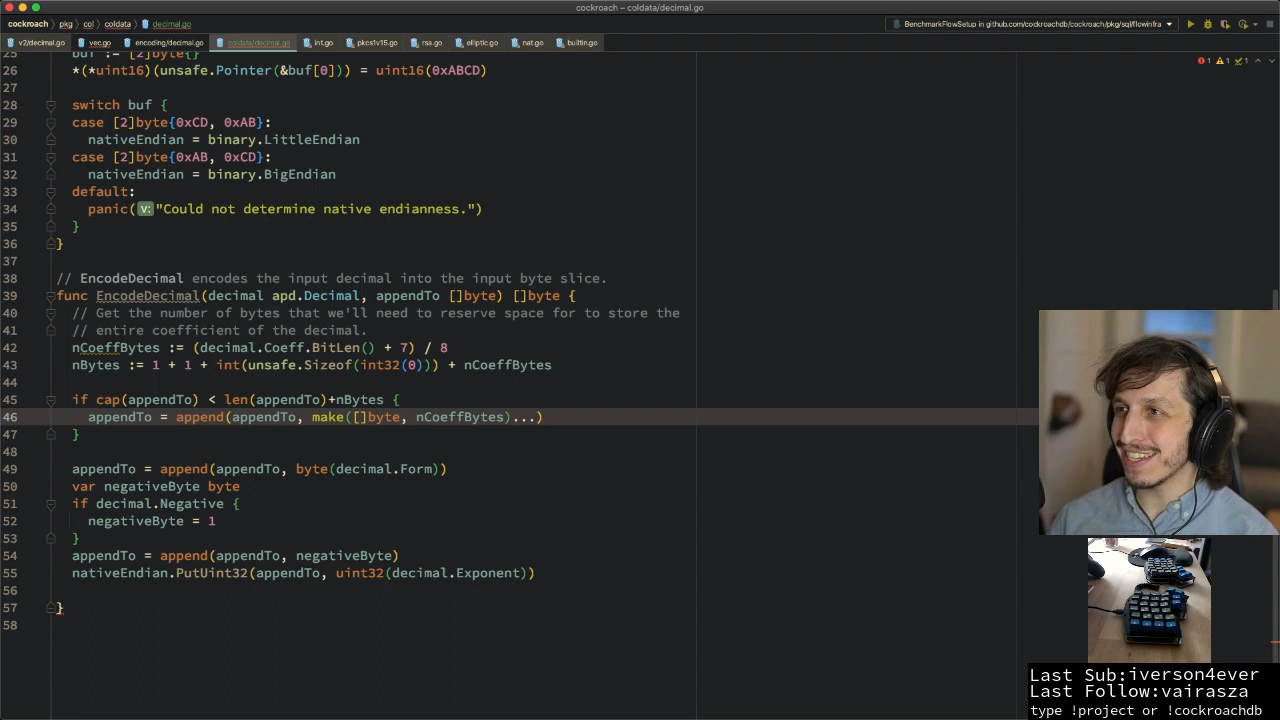 cockroach – coldata/decimal.go
cockroach › pkg › col › coldata › decimal.go
BenchmarkFlowSetup in github.com/cockroachdb/cockroach/pkg/sql/flowinfra
v2/decimal.go vec.go encoding/decimal.go coldata/decimal.go int.go pkcs1v15.go rsa.go elliptic.go nat.go builtin.go
1 1 1
25 buf := [2]byte{}
26 *(*uint16)(unsafe.Pointer(&buf[0])) = uint16(0xABCD)
27
28 switch buf {
29 case [2]byte{0xCD, 0xAB}:
30 nativeEndian = binary.LittleEndian
31 case [2]byte{0xAB, 0xCD}:
32 nativeEndian = binary.BigEndian
33 default:
34 panic( v: "Could not determine native endianness.")
35 }
36 }
37
38 // EncodeDecimal encodes the input decimal into the input byte slice.
39 func EncodeDecimal(decimal apd.Decimal, appendTo []byte) []byte {
40 // Get the number of bytes that we'll need to reserve space for to store the
41 // entire coefficient of the decimal.
42 nCoeffBytes := (decimal.Coeff.BitLen() + 7) / 8
43 nBytes := 1 + 1 + int(unsafe.Sizeof(int32(0))) + nCoeffBytes
44
45 if cap(appendTo) < len(appendTo)+nBytes {
46 appendTo = append(appendTo, make([]byte, nCoeffBytes)...)
47 }
48
49 appendTo = append(appendTo, byte(decimal.Form))
50 var negativeByte byte
51 if decimal.Negative {
52 negativeByte = 1
53 }
54 appendTo = append(appendTo, negativeByte)
55 nativeEndian.PutUint32(appendTo, uint32(decimal.Exponent))
56
57 }
58
Last Sub:iverson4ever
Last Follow:vairasza
type !project or !cockroachdb